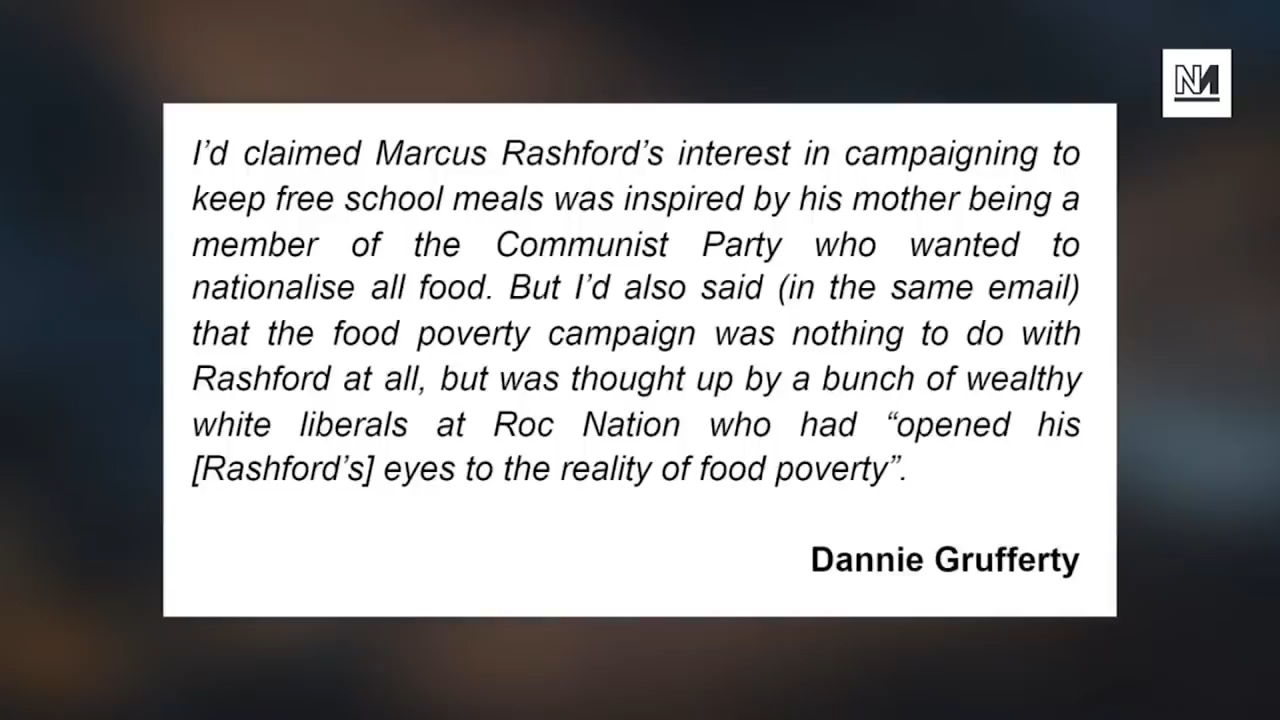 NM
I'd claimed Marcus Rashford's interest in campaigning to
keep free school meals was inspired by his mother being a
member of the Communist Party who wanted to
nationalise all food. But I'd also said (in the same email)
that the food poverty campaign was nothing to do with
Rashford at all, but was thought up by a bunch of wealthy
white liberals at Roc Nation who had “opened his
[Rashford's] eyes to the reality of food poverty”.
Dannie Grufferty